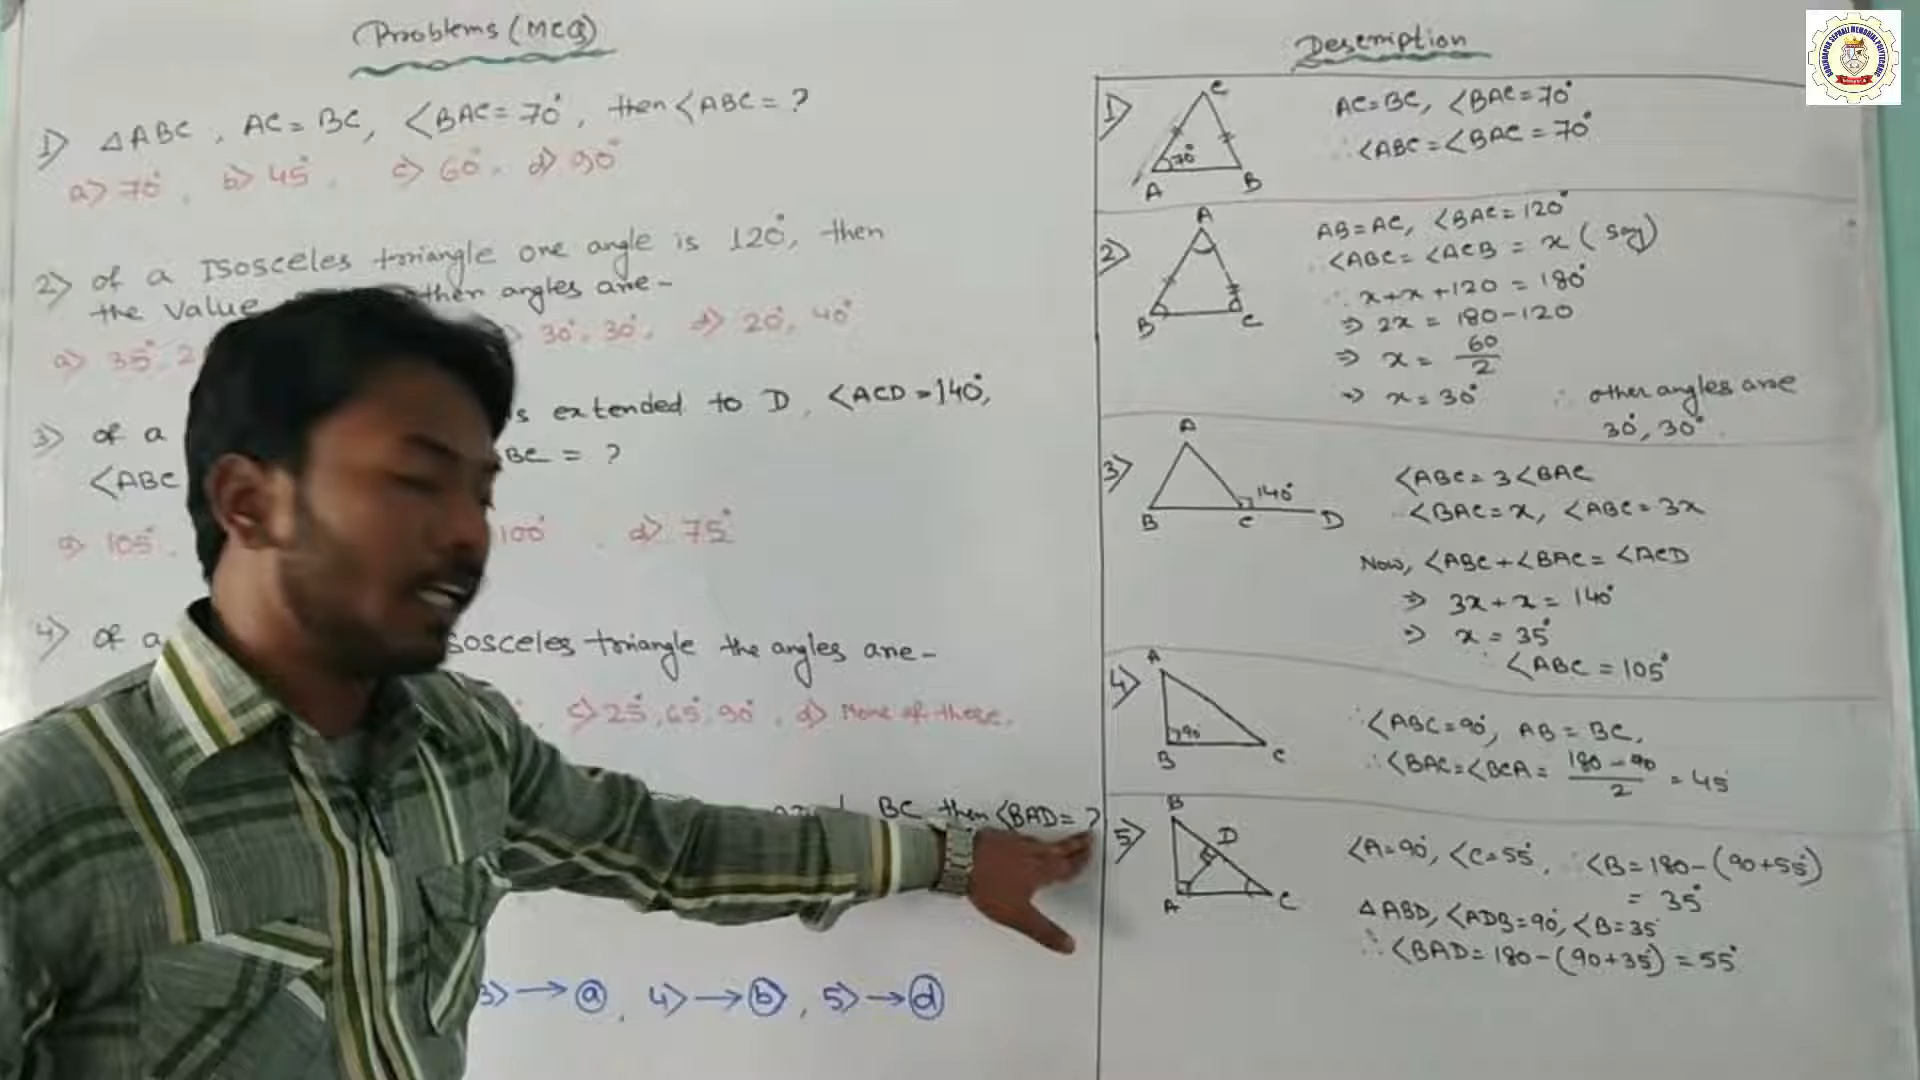 Problems (MCQ)
1) △ABC, AC = BC, <BAC = 70°, then <ABC = ?
a) 70°, b) 45°, c) 60°, d) 90°
2) of a Isosceles triangle one angle is 120°, then
the value other angles are -
a) 35°, 30°, 30°, d) 20°, 40°
3) of a extended to D, <ACD = 140°,
<ABC BC = ?
a) 105°, 100°, d) 75°
4) of a Isosceles triangle the angles are -
c) 25°, 65°, 90°, d) None of these.
BC then <BAD = ?
3) → a, 4) → b, 5) → d
Description
1)
C
70°
A B
AC = BC, <BAC = 70°
∴ <ABC = <BAC = 70°
2)
A
B C
AB = AC, <BAC = 120°
∴ <ABC = <ACB = x (Say)
∴ x + x + 120 = 180°
⇒ 2x = 180 - 120
⇒ x = 60/2
⇒ x = 30° ∴ other angles are
30°, 30°.
3)
A
140°
B C D
<ABC = 3<BAC
∴ <BAC = x, <ABC = 3x
Now, <ABC + <BAC = <ACD
⇒ 3x + x = 140°
⇒ x = 35°
∴ <ABC = 105°
4)
A
90°
B C
∵ <ABC = 90°, AB = BC,
∴ <BAC = <BCA = 180 - 90/2 = 45°
5)
B
D
A C
<A = 90°, <C = 55°, ∴ <B = 180 - (90 + 55°)
= 35°
△ABD, <ADB = 90°, <B = 35°
∴ <BAD = 180 - (90 + 35°) = 55°